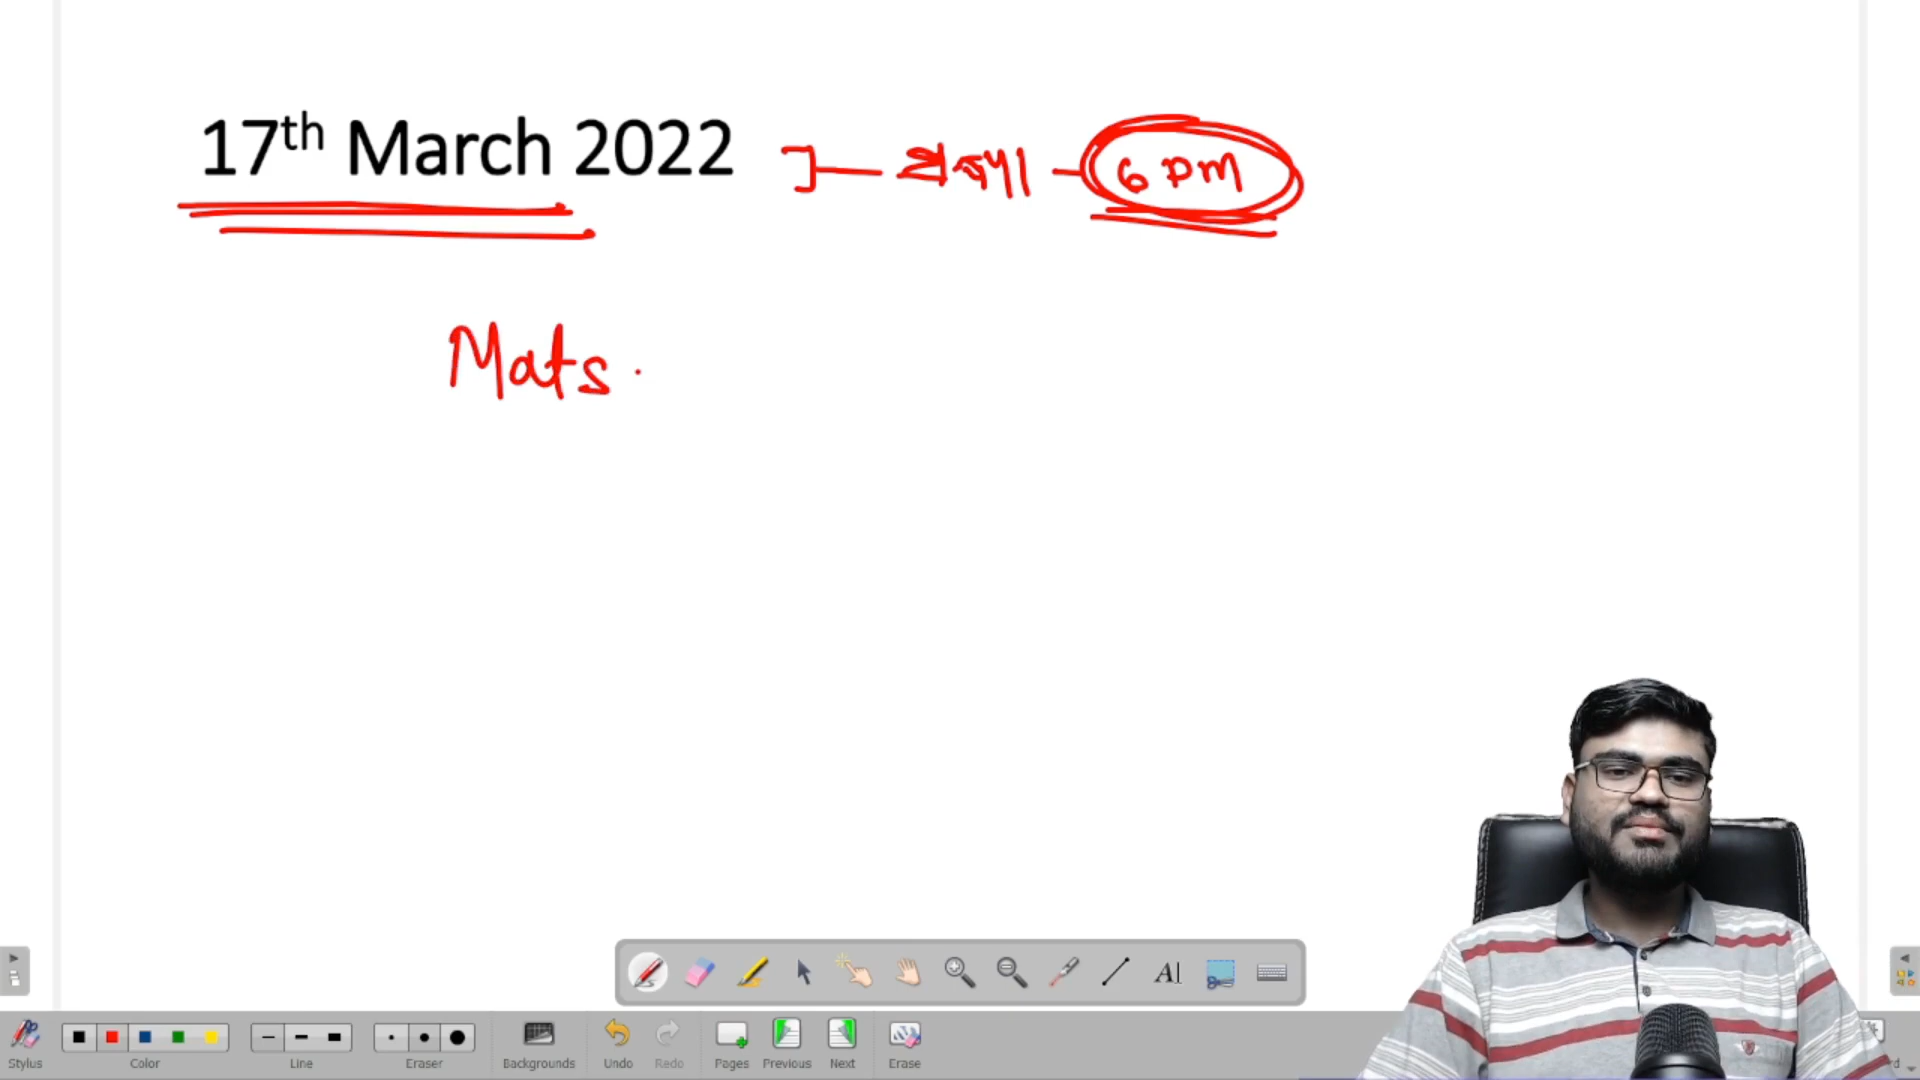 17th March 2022 6 PM
Mats.
Stylus Color Line Eraser Backgrounds Undo Redo Pages Previous Next Erase